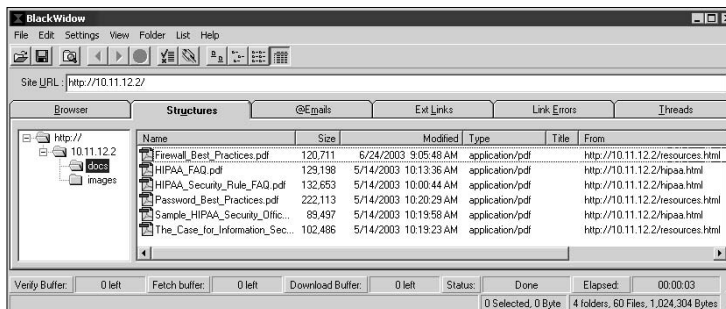 BlackWidow
File Edit Settings View Folder List Help
Site URL : http://10.11.12.2/
Browser Structures @Emails Ext Links Link Errors Threads
http://
10.11.12.2
docs
images
Name Size Modified Type Title From
Firewall_Best_Practices.pdf 120,711 6/24/2003 9:05:48 AM application/pdf http://10.11.12.2/resources.html
HIPAA_FAQ.pdf 129,198 5/14/2003 10:13:36 AM application/pdf http://10.11.12.2/hipaa.html
HIPAA_Security_Rule_FAQ.pdf 132,653 5/14/2003 10:00:44 AM application/pdf http://10.11.12.2/hipaa.html
Password_Best_Practices.pdf 222,113 5/14/2003 10:20:29 AM application/pdf http://10.11.12.2/resources.html
Sample_HIPAA_Security_Offic... 89,497 5/14/2003 10:19:58 AM application/pdf http://10.11.12.2/hipaa.html
The_Case_for_Information_Sec... 102,486 5/14/2003 10:19:23 AM application/pdf http://10.11.12.2/resources.html
Verify Buffer: 0 left Fetch buffer: 0 left Download Buffer: 0 left Status: Done Elapsed: 00:00:03
0 Selected, 0 Byte 4 folders, 60 Files, 1,024,304 Bytes